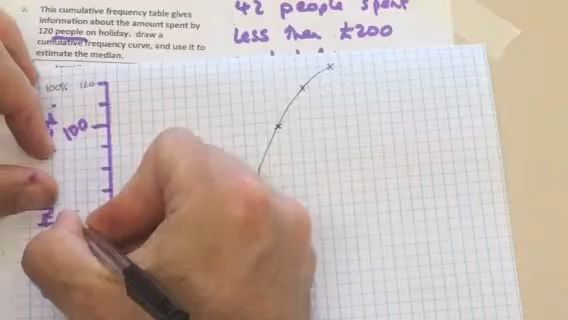 This cumulative frequency table gives
information about the amount spent by
120 people on holiday. draw a
cumulative frequency curve, and use it to
estimate the median.
42 people spent
less then £200
100% 120
100